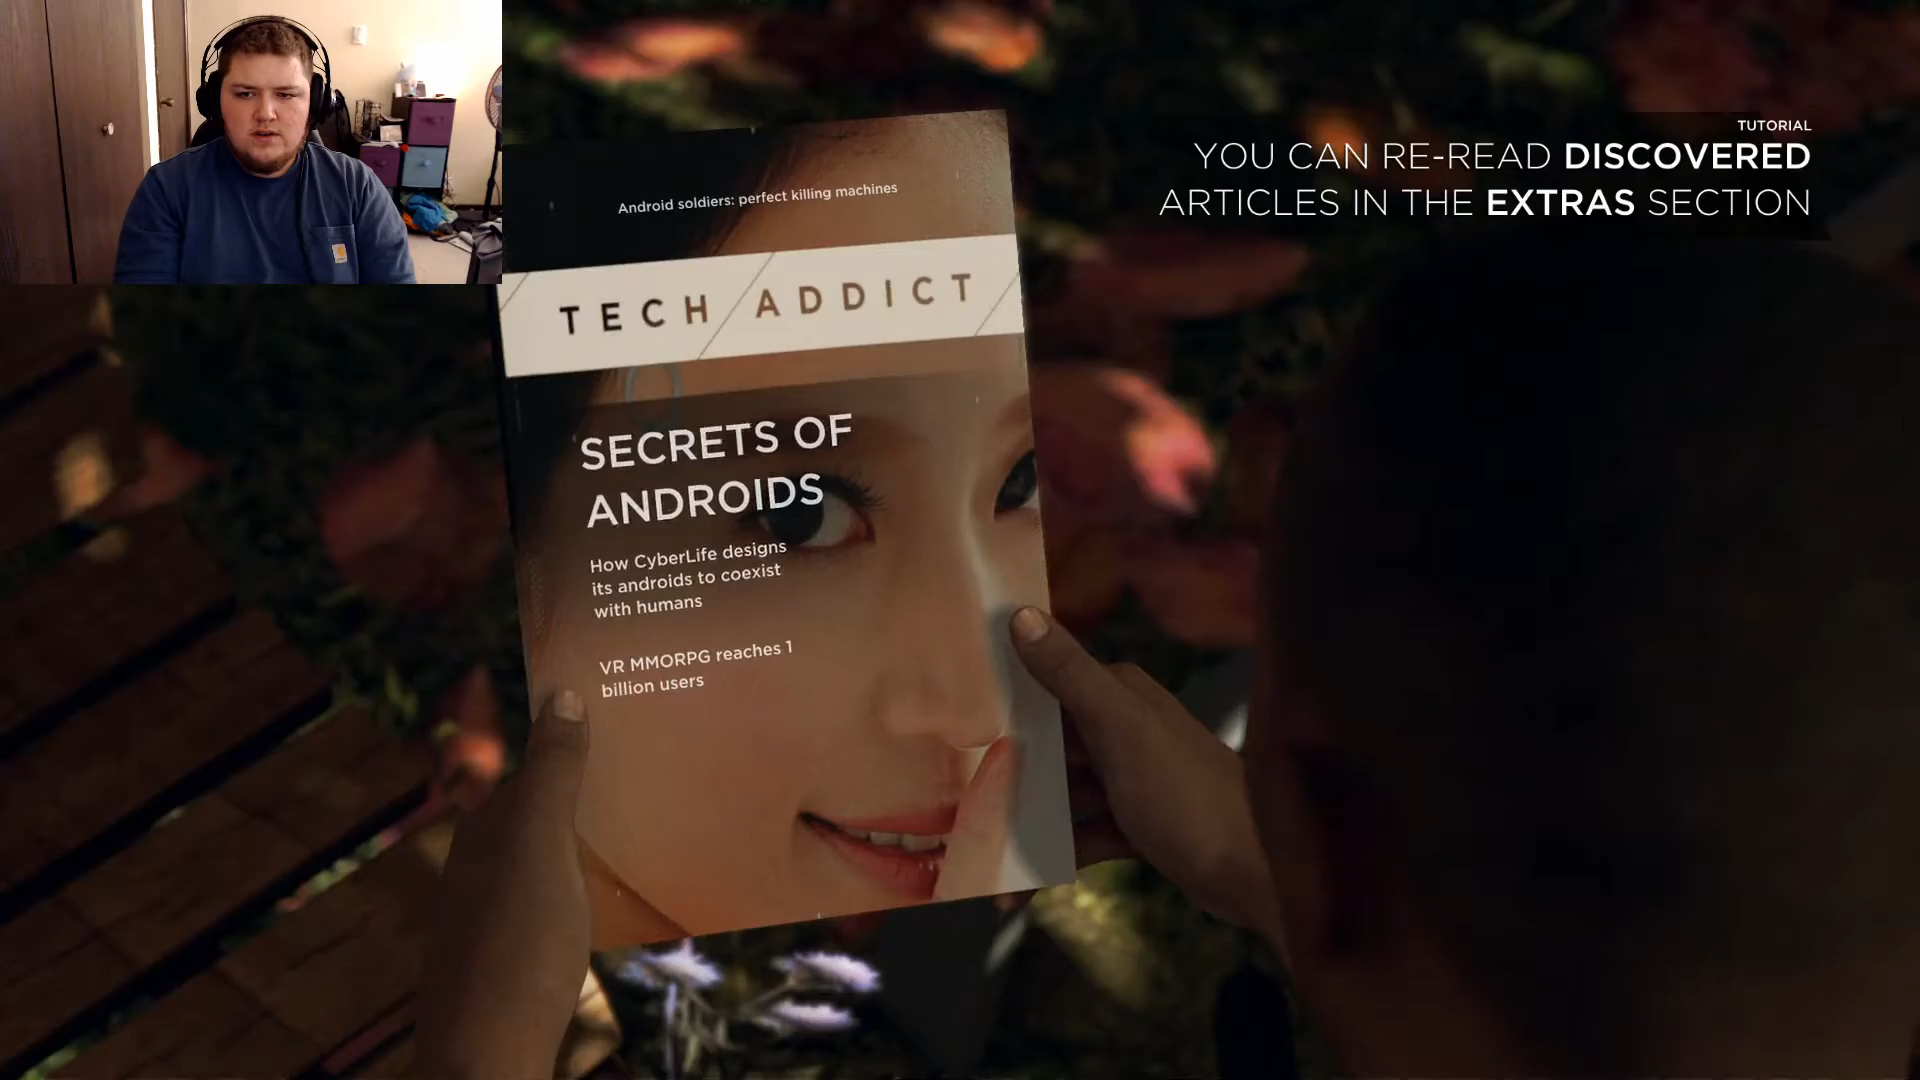 TUTORIAL
YOU CAN RE-READ DISCOVERED
ARTICLES IN THE EXTRAS SECTION
Android soldiers: perfect killing machines
TECH ADDICT
SECRETS OF
ANDROIDS
How CyberLife designs
its androids to coexist
with humans
VR MMORPG reaches 1
billion users